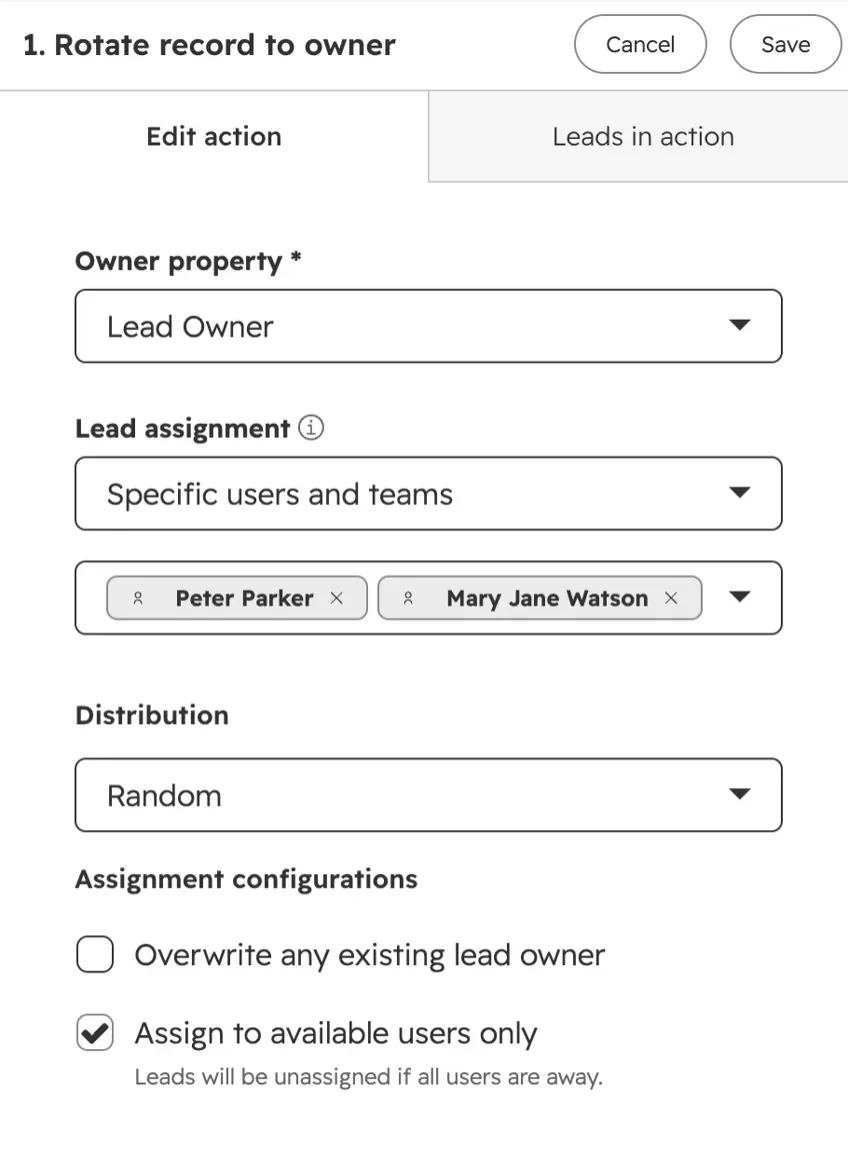 1. Rotate record to owner
Cancel
Save
Edit action
Leads in action
Owner property *
Lead Owner
Lead assignment
Specific users and teams
Peter Parker
Mary Jane Watson
Distribution
Random
Assignment configurations
Overwrite any existing lead owner
Assign to available users only
Leads will be unassigned if all users are away.